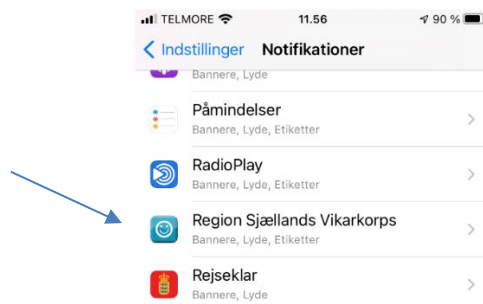 TELMORE 11.56 90 %
Indstillinger Notifikationer
Bannere, Lyde
Påmindelser
Bannere, Lyde, Etiketter
RadioPlay
Bannere, Lyde, Etiketter
Region Sjællands Vikarkorps
Bannere, Lyde, Etiketter
Rejseklar
Bannere, Lyde